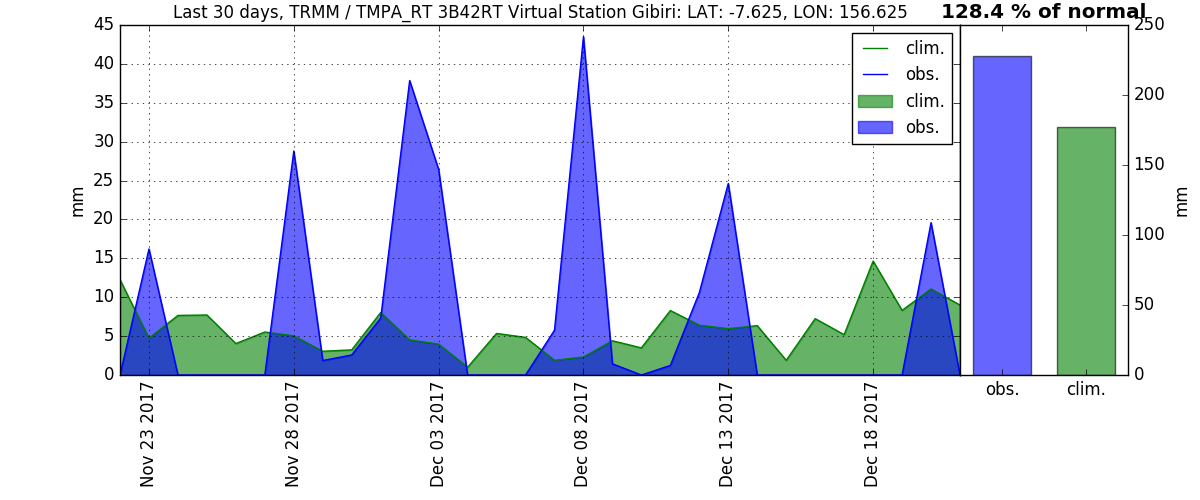 Last 30 days, TRMM / TMPA_RT 3B42RT Virtual Station Gibiri: LAT: -7.625, LON: 156.625
128.4 % of normal
45
40
35
30
25
20
15
10
5
0
mm
clim.
obs.
clim.
obs.
Nov 23 2017
Nov 28 2017
Dec 03 2017
Dec 08 2017
Dec 13 2017
Dec 18 2017
250
200
150
100
50
0
mm
obs.
clim.